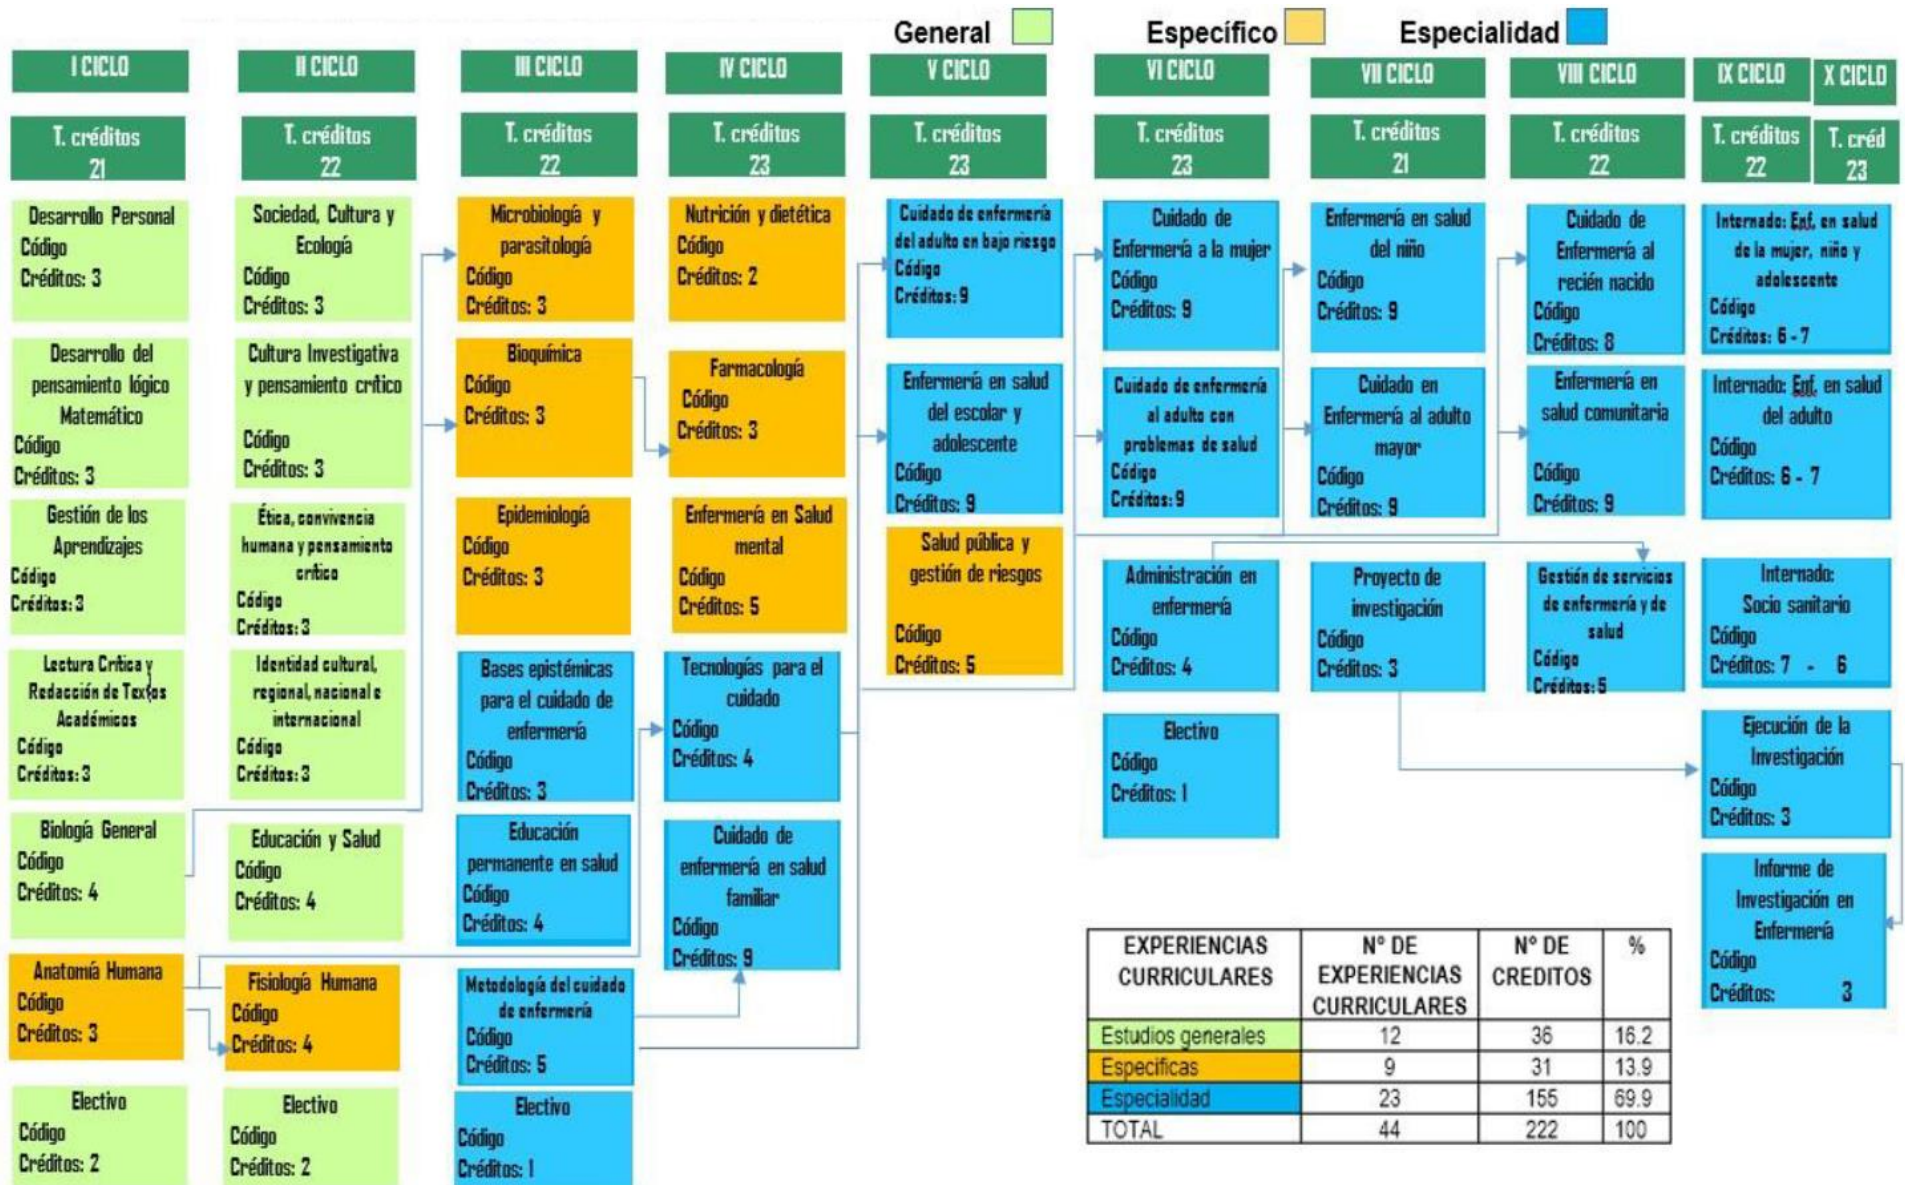 General
Específico
Especialidad
I CICLO
T. créditos
21
Desarrollo Personal
Código
Créditos: 3
Desarrollo del
pensamiento lógico
Matemático
Código
Créditos: 3
Gestión de los
Aprendizajes
Código
Créditos: 3
Lectura Crítica y
Redacción de Textos
Académicos
Código
Créditos: 3
Biología General
Código
Créditos: 4
Anatomía Humana
Código
Créditos: 3
Electivo
Código
Créditos: 2
II CICLO
T. créditos
22
Sociedad, Cultura y
Ecología
Código
Créditos: 3
Cultura Investigativa
y pensamiento crítico
Código
Créditos: 3
Ética, convivencia
humana y pensamiento
crítico
Código
Créditos: 3
Identidad cultural,
regional, nacional e
internacional
Código
Créditos: 3
Educación y Salud
Código
Créditos: 4
Fisiología Humana
Código
Créditos: 4
Electivo
Código
Créditos: 2
III CICLO
T. créditos
22
Microbiología y
parasitología
Código
Créditos: 3
Bioquímica
Código
Créditos: 3
Epidemiología
Código
Créditos: 3
Bases epistémicas
para el cuidado de
enfermería
Código
Créditos: 3
Educación
permanente en salud
Código
Créditos: 4
Metodología del cuidado
de enfermería
Código
Créditos: 5
Electivo
Código
Créditos: 1
IV CICLO
T. créditos
23
Nutrición y dietética
Código
Créditos: 2
Farmacología
Código
Créditos: 3
Enfermería en Salud
mental
Código
Créditos: 5
Tecnologías para el
cuidado
Código
Créditos: 4
Cuidado de
enfermería en salud
familiar
Código
Créditos: 9
V CICLO
T. créditos
23
Cuidado de enfermería
del adulto en bajo riesgo
Código
Créditos: 9
Enfermería en salud
del escolar y
adolescente
Código
Créditos: 9
Salud pública y
gestión de riesgos
Código
Créditos: 5
VI CICLO
T. créditos
23
Cuidado de
Enfermería a la mujer
Código
Créditos: 9
Cuidado de enfermería
al adulto con
problemas de salud
Código
Créditos: 9
Administración en
enfermería
Código
Créditos: 4
Electivo
Código
Créditos: 1
VII CICLO
T. créditos
21
Enfermería en salud
del niño
Código
Créditos: 9
Cuidado en
Enfermería al adulto
mayor
Código
Créditos: 9
Proyecto de
investigación
Código
Créditos: 3
VIII CICLO
T. créditos
22
Cuidado de
Enfermería al
recién nacido
Código
Créditos: 8
Enfermería en
salud comunitaria
Código
Créditos: 9
Gestión de servicios
de enfermería y de
salud
Código
Créditos: 5
IX CICLO
T. créditos
22
X CICLO
T. créd
23
Internado: Enf. en salud
de la mujer, niño y
adolescente
Código
Créditos: 6 - 7
Internado: Enf. en salud
del adulto
Código
Créditos: 6 - 7
Internado:
Socio sanitario
Código
Créditos: 7 - 6
Ejecución de la
Investigación
Código
Créditos: 3
Informe de
Investigación en
Enfermería
Código
Créditos: 3
EXPERIENCIAS CURRICULARES Nº DE EXPERIENCIAS CURRICULARES Nº DE CREDITOS %
Estudios generales 12 36 16.2
Especificas 9 31 13.9
Especialidad 23 155 69.9
TOTAL 44 222 100